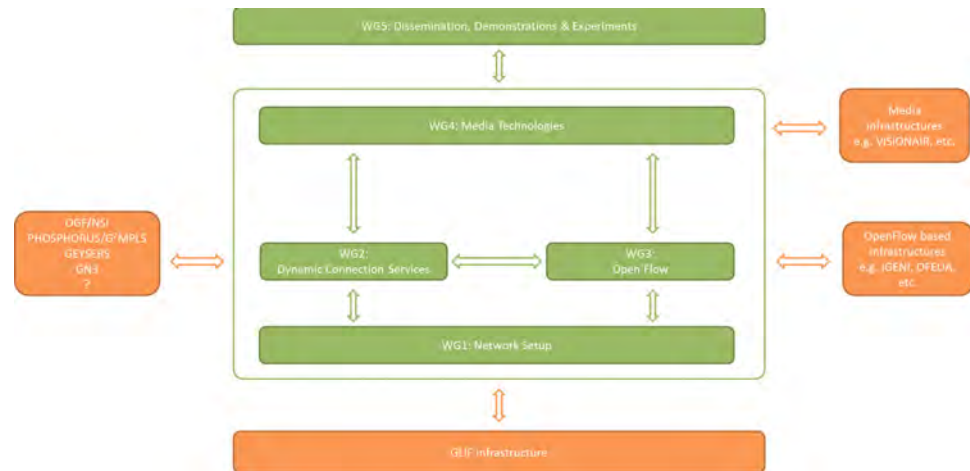 WG5: Dissemination, Demonstrations & Experiments
WG4: Media Technologies
Media
infrastructures
e.g. VISIONAIR, etc.
OGF/NSI
PHOSPHORUS/G²MPLS
GEYSERS
GN3
?
WG2:
Dynamic Connection Services
WG3:
Open Flow
OpenFlow based
infrastructures
e.g. iGENI, OFELIA,
etc.
WG1: Network Setup
GLIF infrastructure